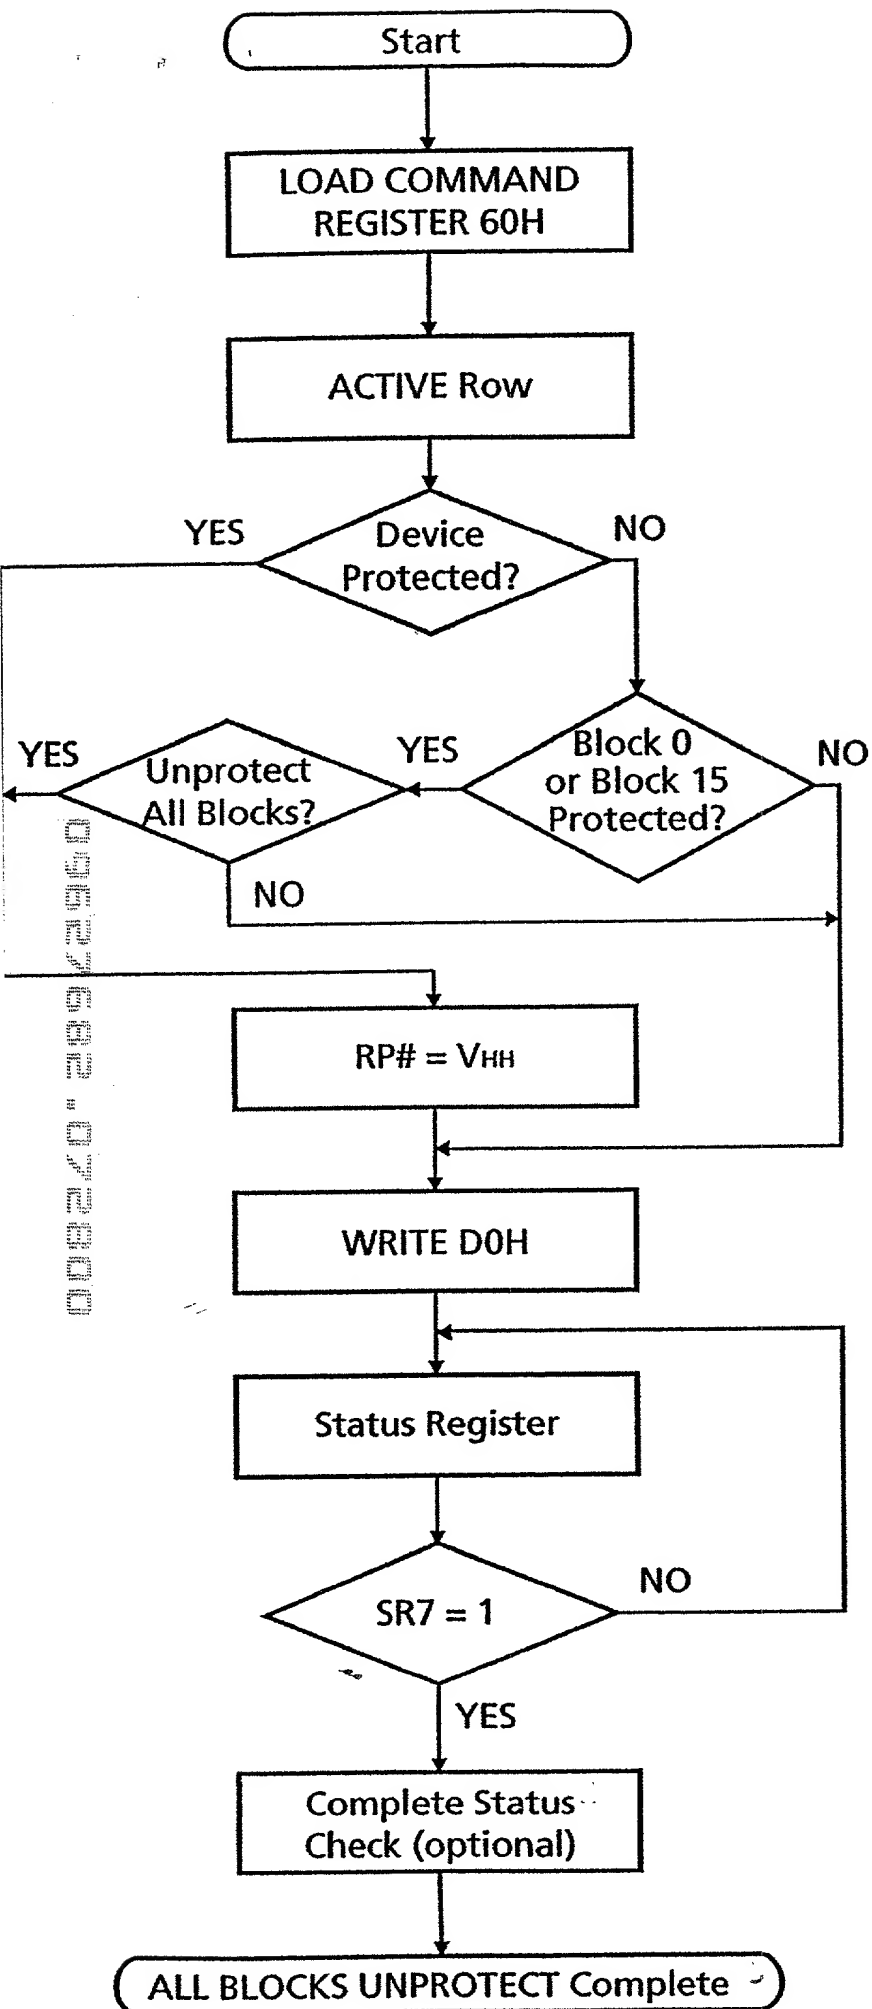 Start
LOAD COMMAND
REGISTER 60H
ACTIVE Row
YES
Device
Protected?
NO
YES
Unprotect
All Blocks?
YES
Block 0
or Block 15
Protected?
NO
NO
RP# = VHH
WRITE D0H
Status Register
SR7 = 1
NO
YES
Complete Status
Check (optional)
ALL BLOCKS UNPROTECT Complete
09627682.072800